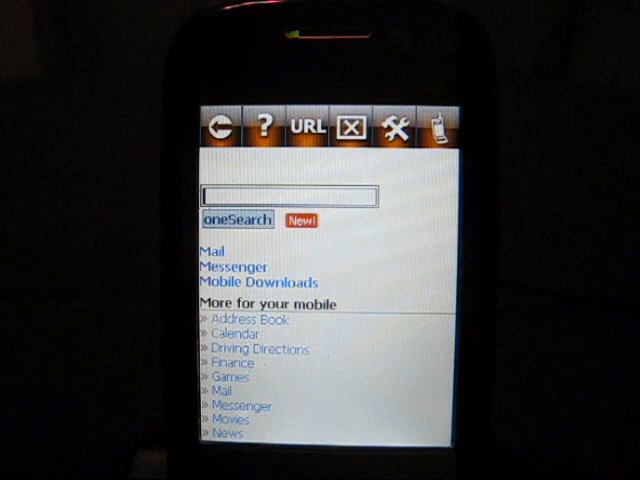 ? URL
oneSearch New!
Mail
Messenger
Mobile Downloads
More for your mobile
» Address Book
» Calendar
» Driving Directions
» Finance
» Games
» Mail
» Messenger
» Movies
» News